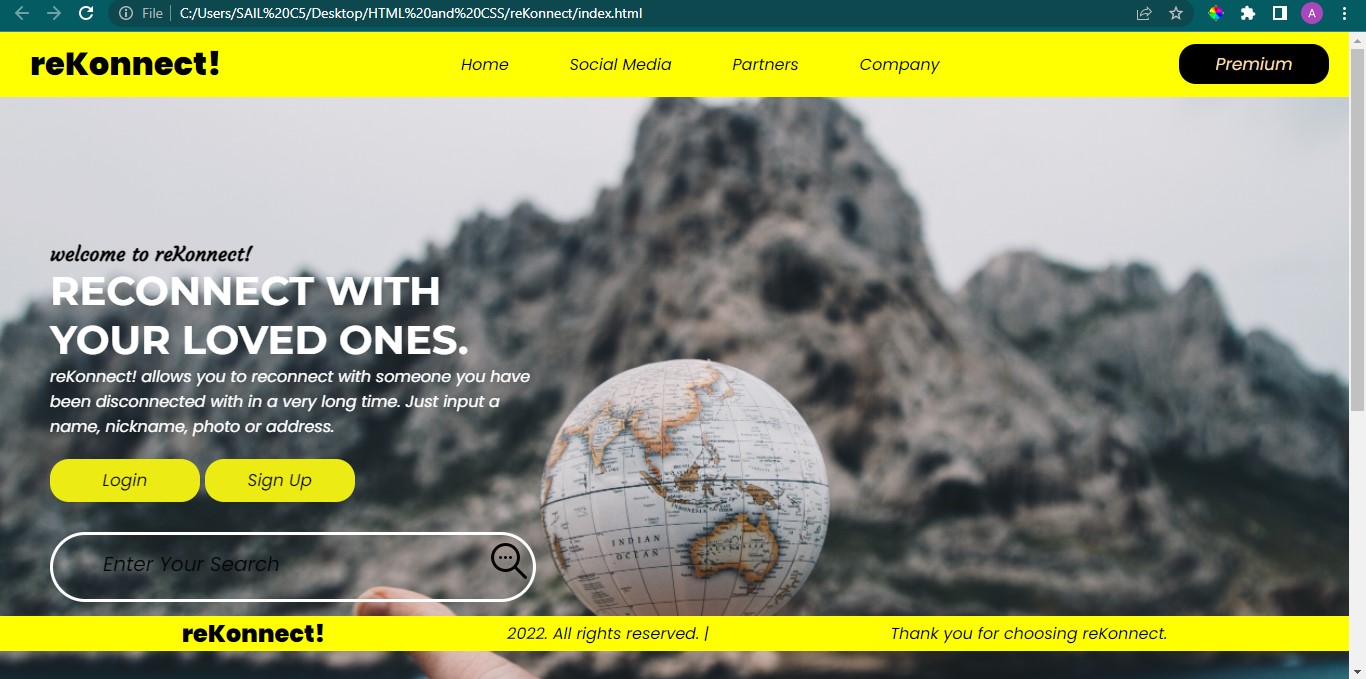 File C:/Users/SAIL%20C5/Desktop/HTML%20and%20CSS/reKonnect/index.html A
reKonnect! Home Social Media Partners Company Premium
welcome to reKonnect!
RECONNECT WITH
YOUR LOVED ONES.
reKonnect! allows you to reconnect with someone you have
been disconnected with in a very long time. Just input a
name, nickname, photo or address.
Login Sign Up
Enter Your Search
INDIAN
OCEAN
INDONESIA
AUSTRALIA
reKonnect! 2022. All rights reserved. | Thank you for choosing reKonnect.